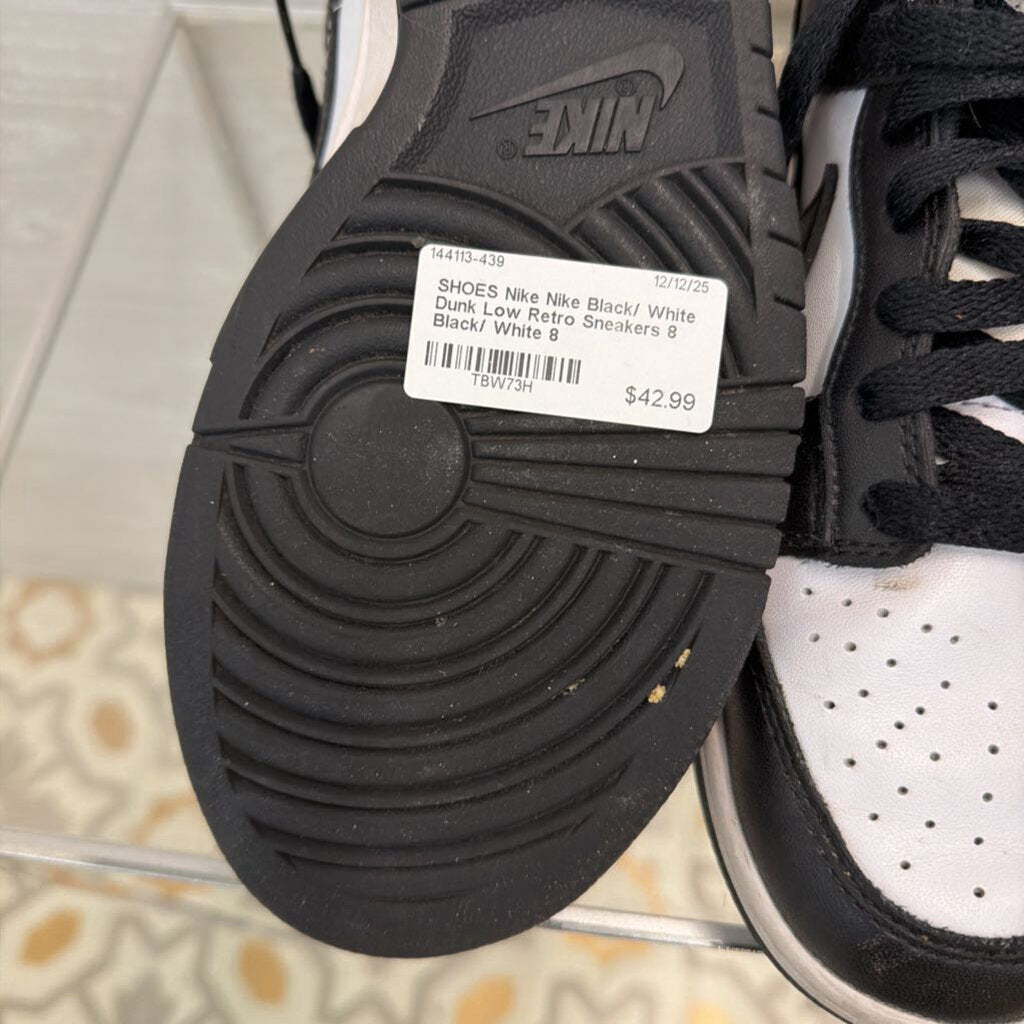 NIKE
144113-439
12/12/25
SHOES Nike Nike Black/ White
Dunk Low Retro Sneakers 8
Black/ White 8
TBW73H
$42.99